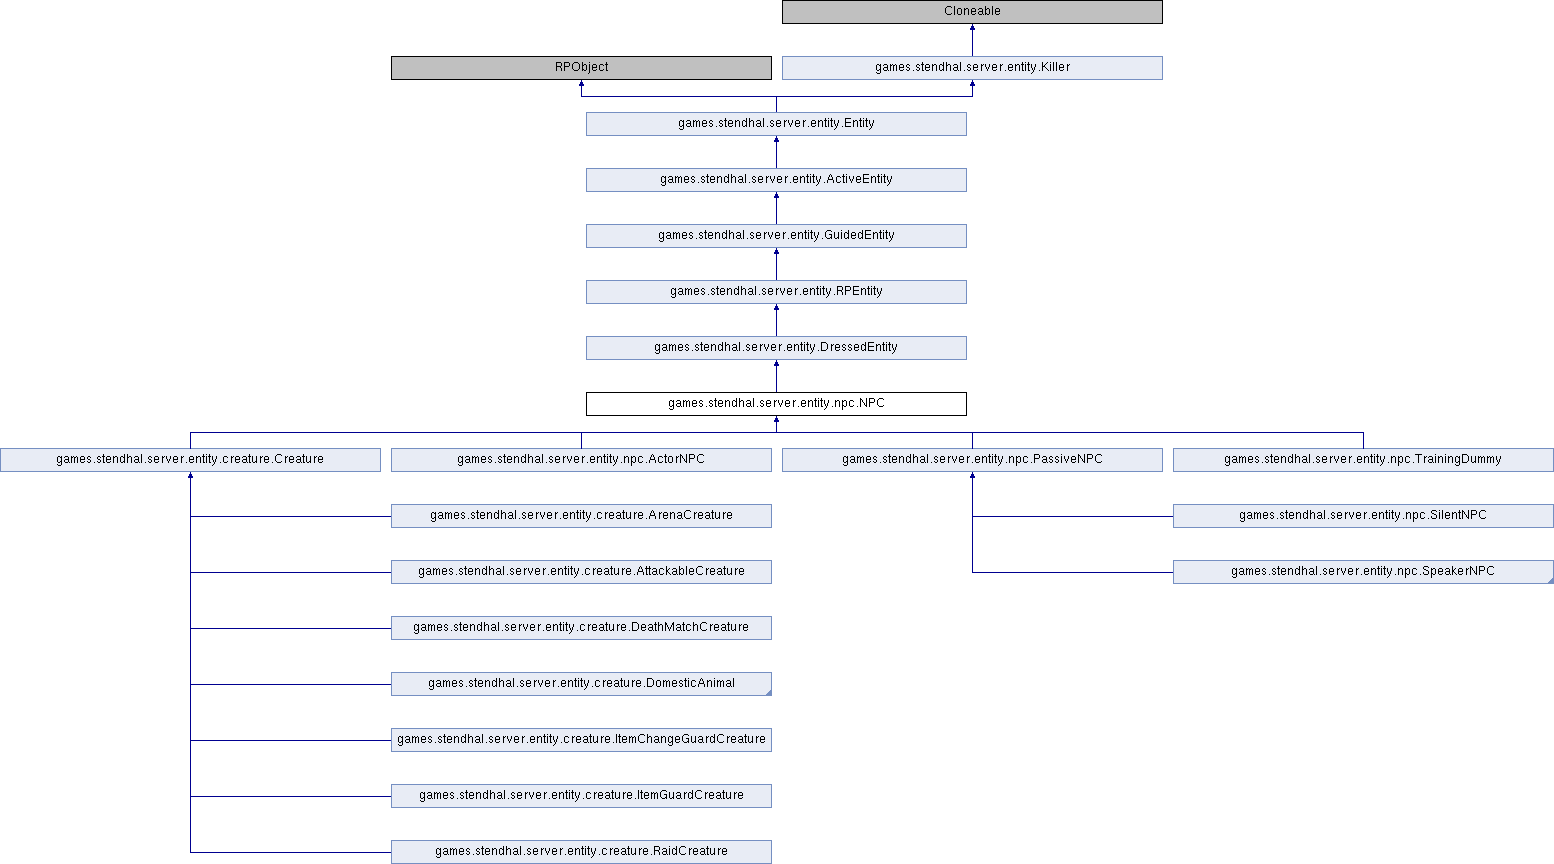 Cloneable
RPObject
games.stendhal.server.entity.Killer
games.stendhal.server.entity.Entity
games.stendhal.server.entity.ActiveEntity
games.stendhal.server.entity.GuidedEntity
games.stendhal.server.entity.RPEntity
games.stendhal.server.entity.DressedEntity
games.stendhal.server.entity.npc.NPC
games.stendhal.server.entity.creature.Creature
games.stendhal.server.entity.npc.ActorNPC
games.stendhal.server.entity.npc.PassiveNPC
games.stendhal.server.entity.npc.TrainingDummy
games.stendhal.server.entity.creature.ArenaCreature
games.stendhal.server.entity.npc.SilentNPC
games.stendhal.server.entity.creature.AttackableCreature
games.stendhal.server.entity.npc.SpeakerNPC
games.stendhal.server.entity.creature.DeathMatchCreature
games.stendhal.server.entity.creature.DomesticAnimal
games.stendhal.server.entity.creature.ItemChangeGuardCreature
games.stendhal.server.entity.creature.ItemGuardCreature
games.stendhal.server.entity.creature.RaidCreature